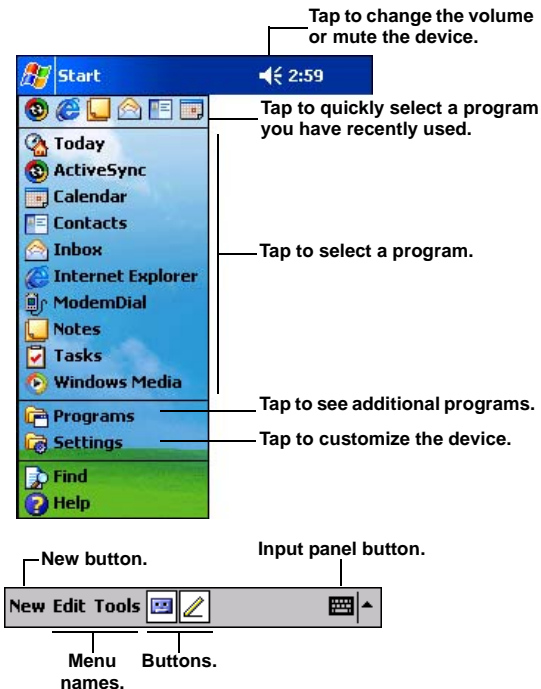 Tap to change the volume
or mute the device.
Start 2:59
Tap to quickly select a program
you have recently used.
Today
ActiveSync
Calendar
Contacts
Inbox
Internet Explorer
ModemDial
Notes
Tasks
Windows Media
Tap to select a program.
Programs
Tap to see additional programs.
Settings
Tap to customize the device.
Find
Help
New button.
Input panel button.
New Edit Tools
Menu
names.
Buttons.